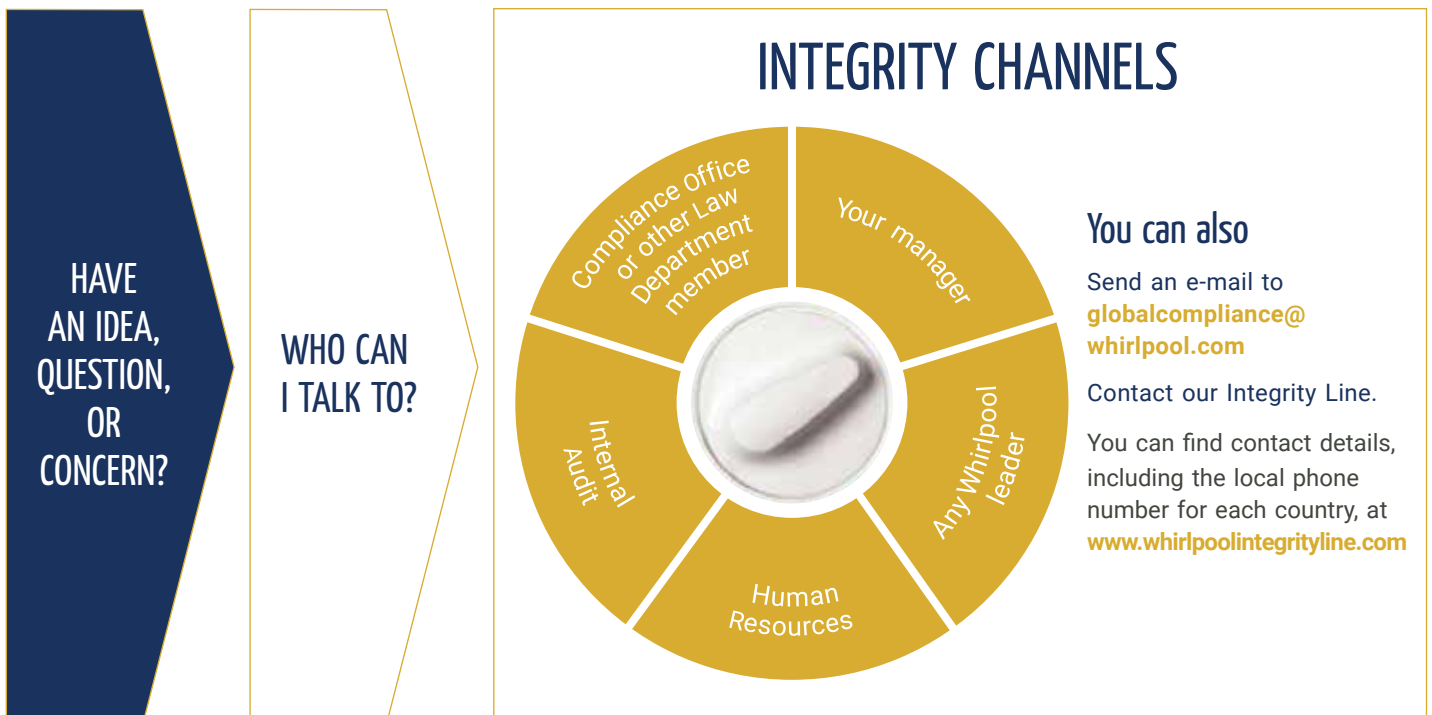 HAVE
AN IDEA,
QUESTION,
OR
CONCERN?
WHO CAN
I TALK TO?
INTEGRITY CHANNELS
Compliance Office
or other Law
Department
member
Your manager
Any Whirlpool
leader
Human
Resources
Internal
Audit
You can also
Send an e-mail to
globalcompliance@
whirlpool.com
Contact our Integrity Line.
You can find contact details,
including the local phone
number for each country, at
www.whirlpoolintegrityline.com